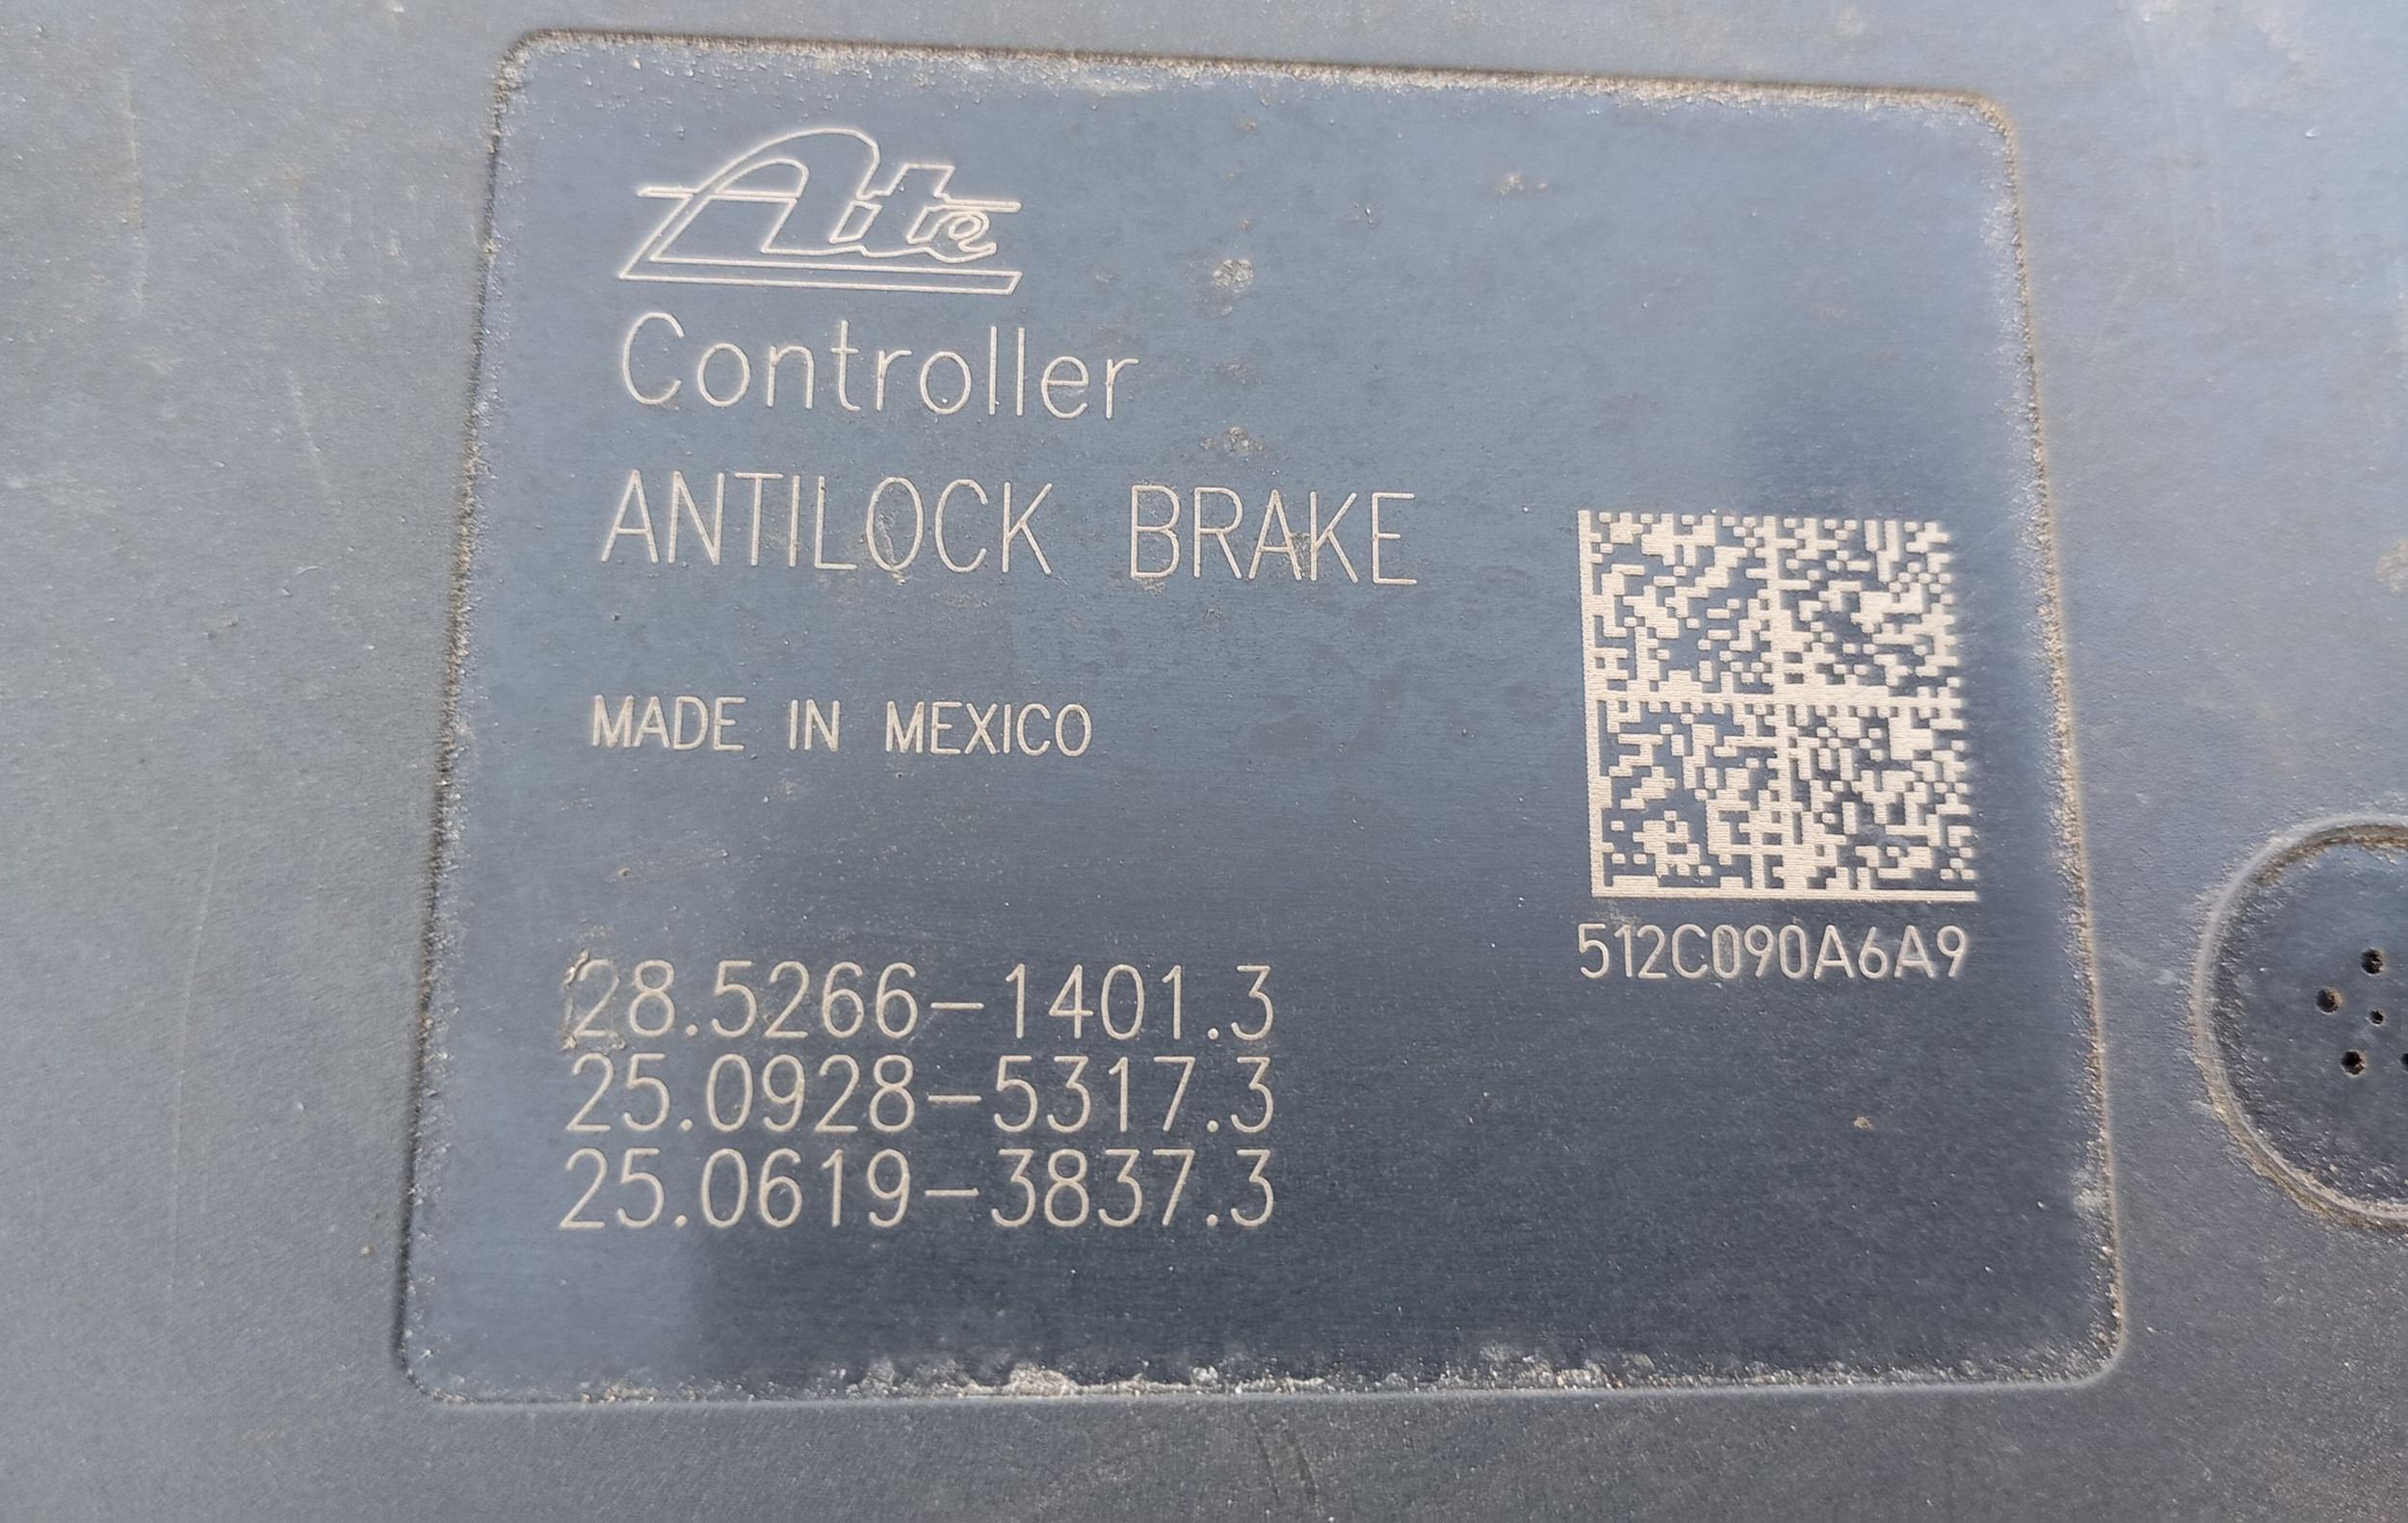 Ate
Controller
ANTILOCK BRAKE
MADE IN MEXICO
512C090A6A9
28.5266-1401.3
25.0928-5317.3
25.0619-3837.3